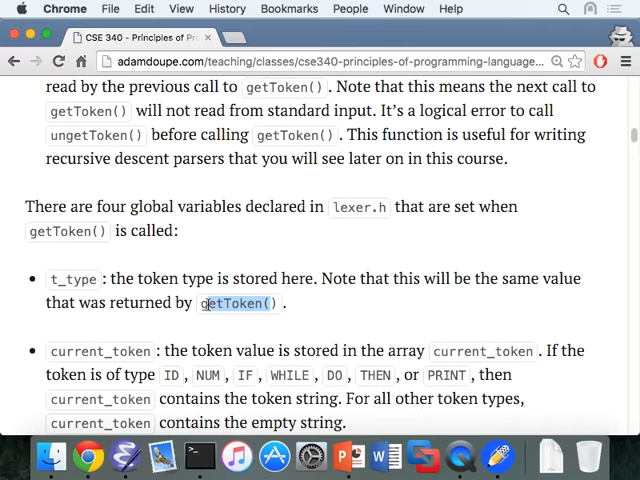 Chrome File Edit View History Bookmarks People Window Help
CSE 340 - Principles of Prog
adamdoupe.com/teaching/classes/cse340-principles-of-programming-language...
read by the previous call to getToken(). Note that this means the next call to
getToken() will not read from standard input. It's a logical error to call
ungetToken() before calling getToken(). This function is useful for writing
recursive descent parsers that you will see later on in this course.
There are four global variables declared in lexer.h that are set when
getToken() is called:
• t_type: the token type is stored here. Note that this will be the same value
that was returned by getToken().
• current_token: the token value is stored in the array current_token. If the
token is of type ID, NUM, IF, WHILE, DO, THEN, or PRINT, then
current_token contains the token string. For all other token types,
current_token contains the empty string.